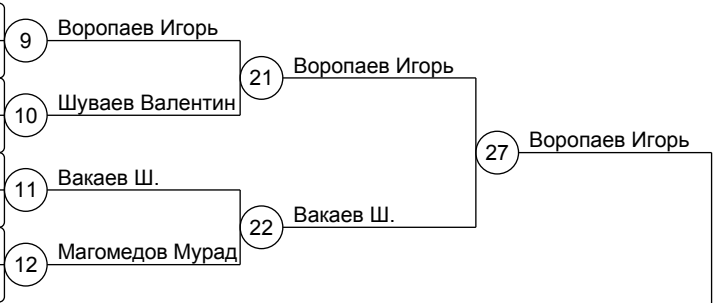 9
Воропаев Игорь
21
Воропаев Игорь
10
Шуваев Валентин
27
Воропаев Игорь
11
Вакаев Ш.
22
Вакаев Ш.
12
Магомедов Мурад